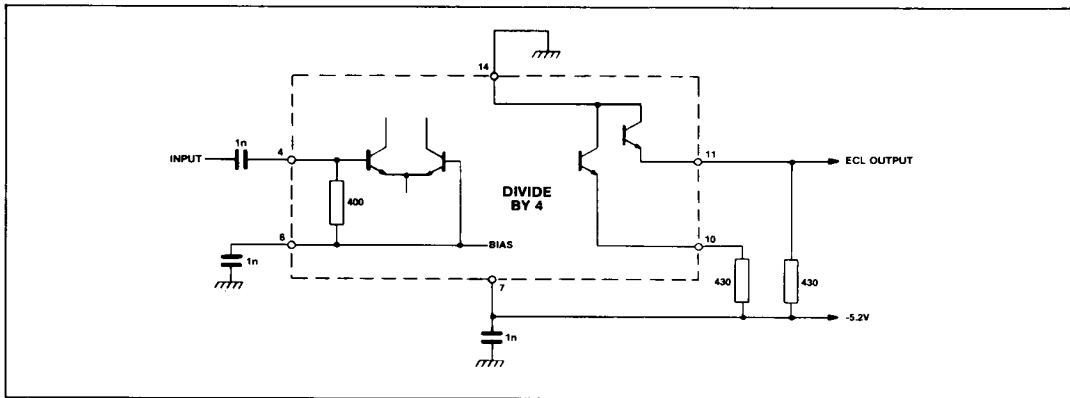 14
1n
INPUT
4
11
ECL OUTPUT
400
DIVIDE
BY 4
6
BIAS
10
1n
7
430
430
-5.2V
1n